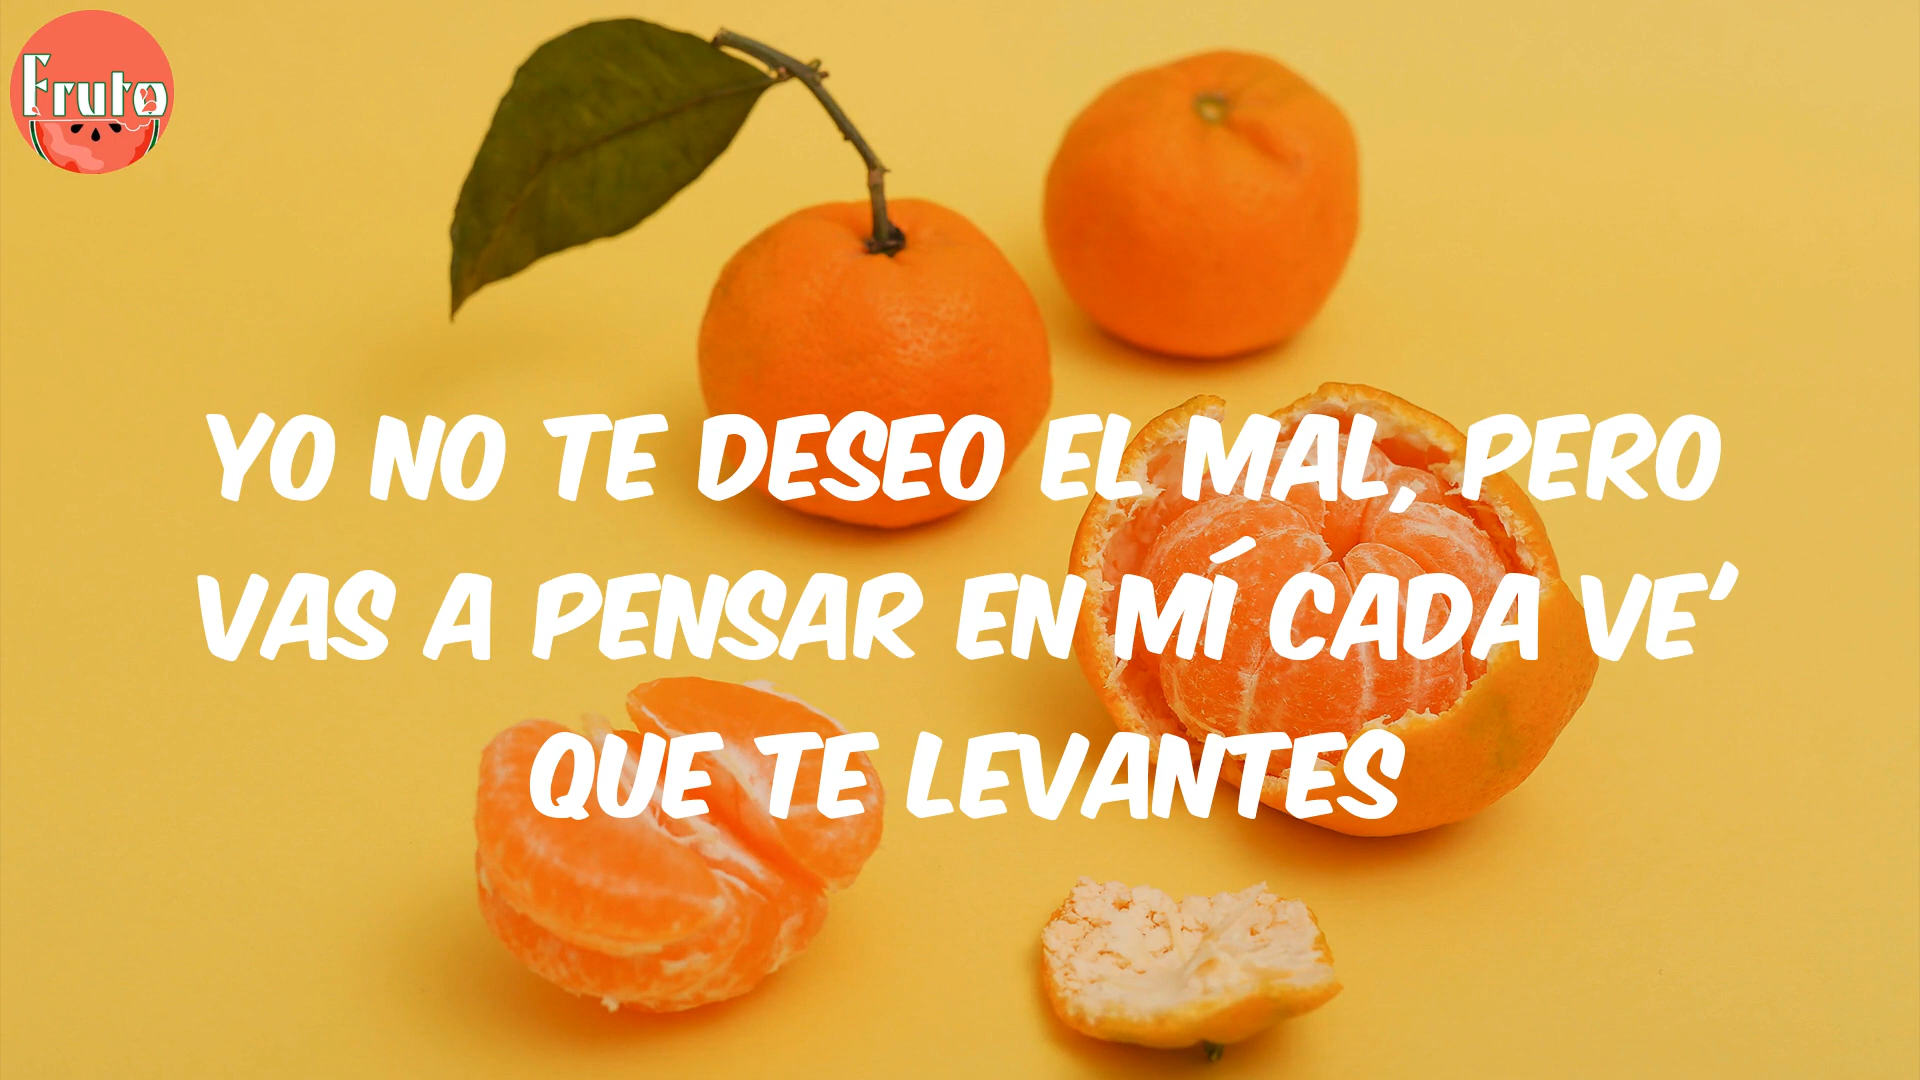 Fruto
YO NO TE DESEO EL MAL, PERO
VAS A PENSAR EN MÍ CADA VE'
QUE TE LEVANTES